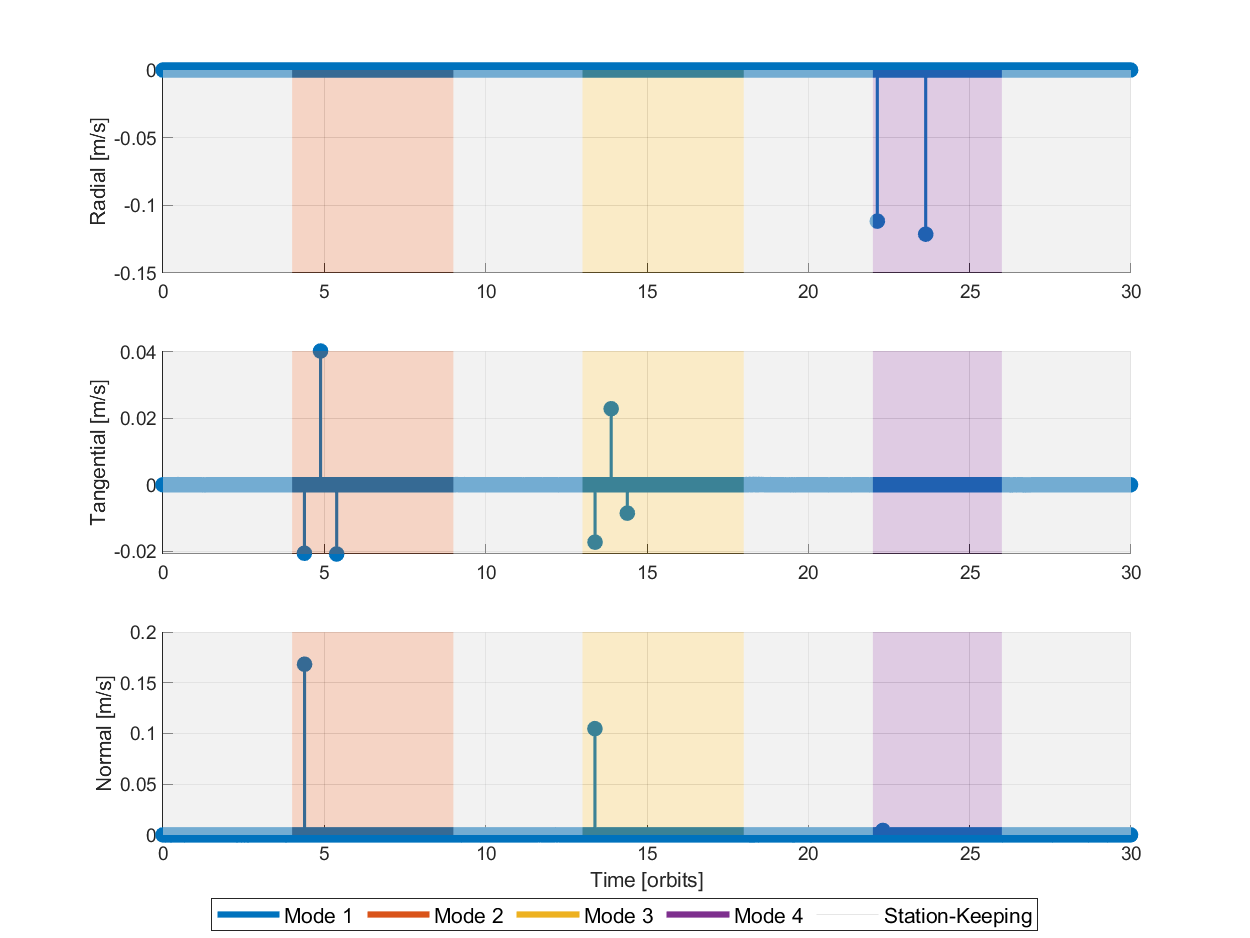 Radial [m/s]
0
-0.05
-0.1
-0.15
0 5 10 15 20 25 30
Tangential [m/s]
0.04
0.02
0
-0.02
0 5 10 15 20 25 30
Normal [m/s]
0.2
0.15
0.1
0.05
0
0 5 10 15 20 25 30
Time [orbits]
Mode 1 Mode 2 Mode 3 Mode 4 Station-Keeping